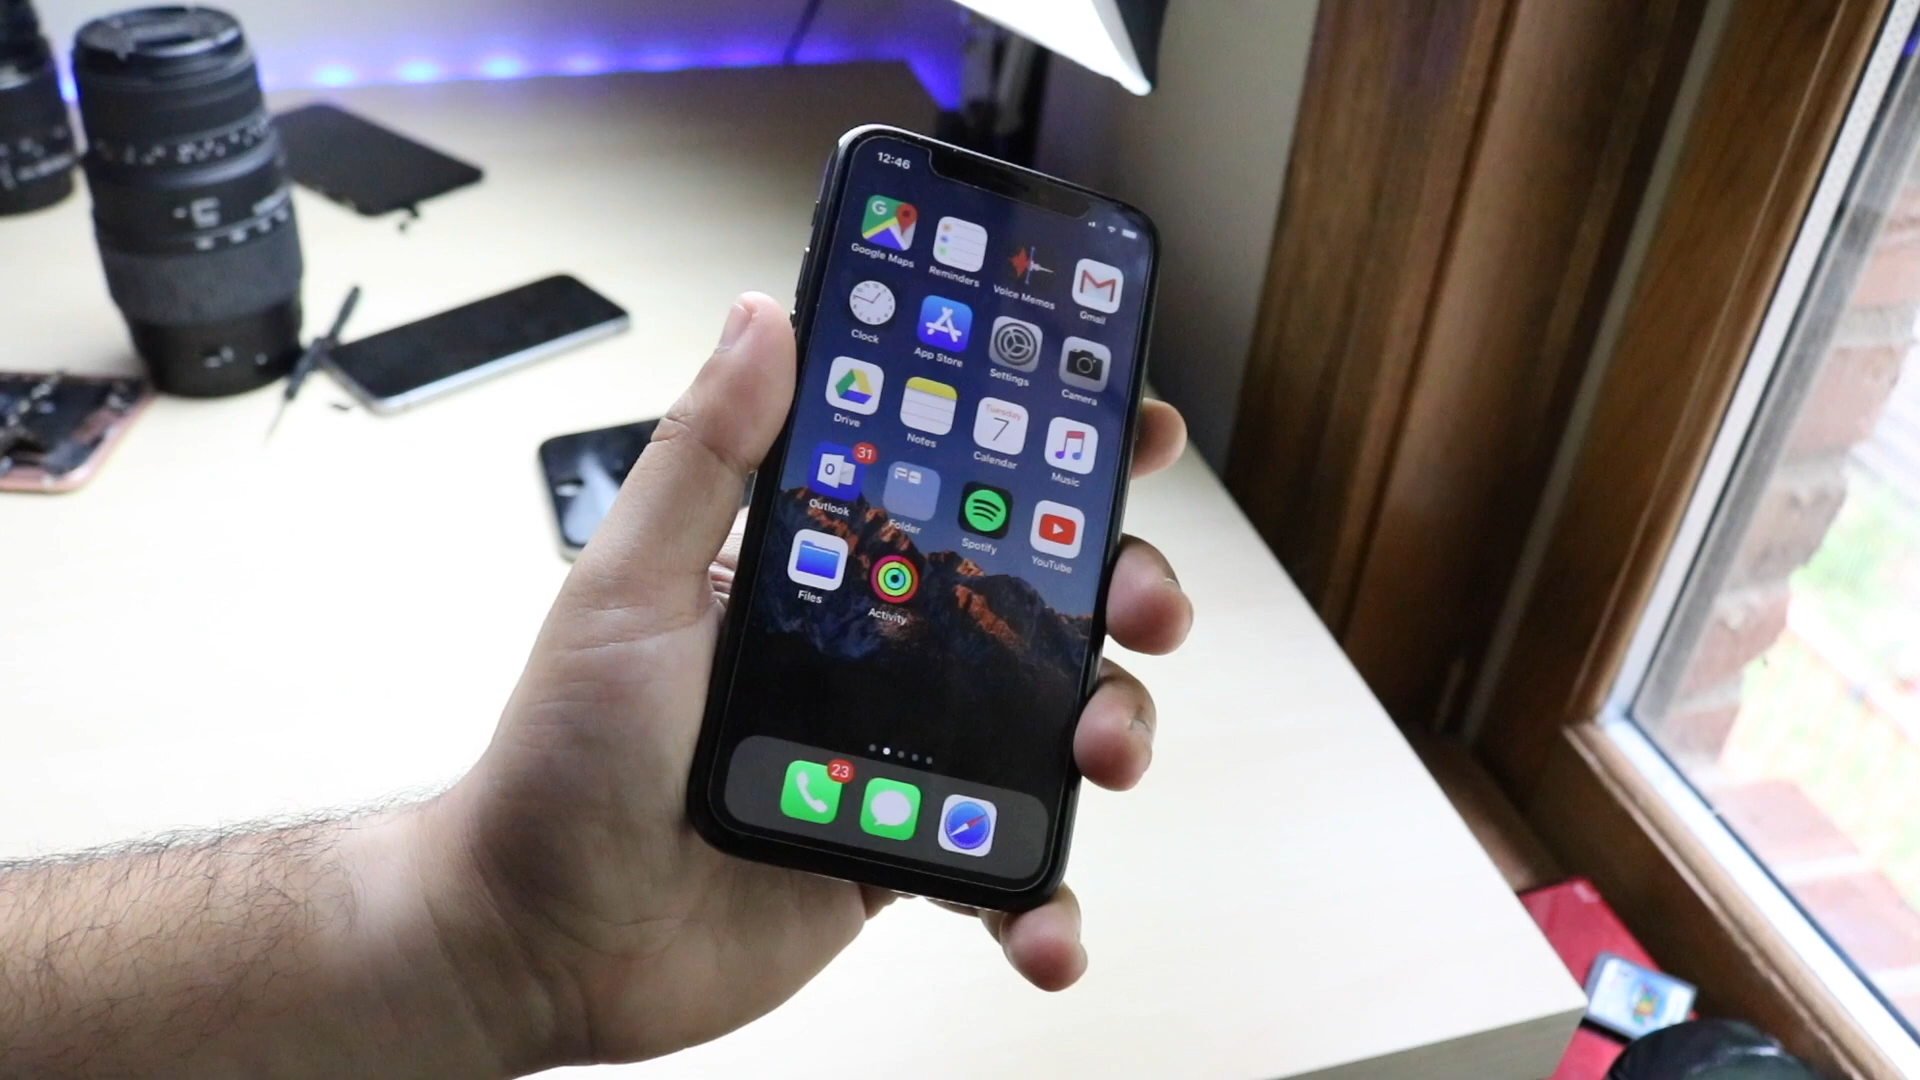 12:46
Google Maps
Reminders
Voice Memos
Gmail
Clock
App Store
Settings
Camera
Drive
Notes
Tuesday
7
Calendar
Music
31
Outlook
Folder
Spotify
YouTube
Files
Activity
23